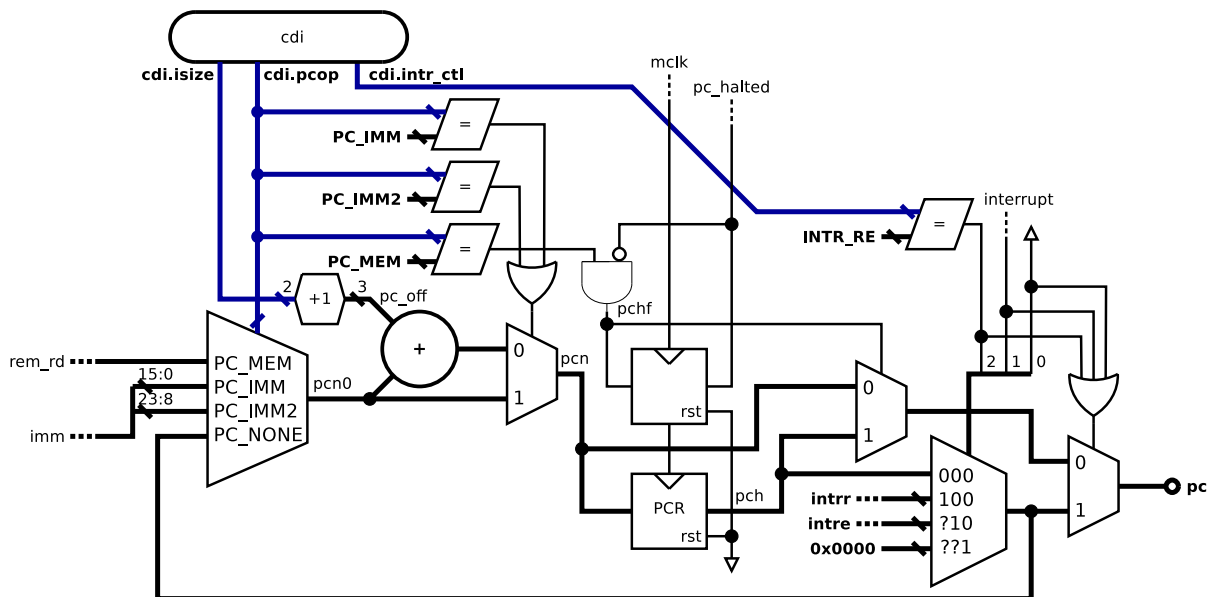 cdi
cdi.isize
cdi.pcop
cdi.intr_ctl
mclk
pc_halted
=
PC_IMM
=
PC_IMM2
interrupt
=
INTR_RE
=
PC_MEM
2
+1
3
pc_off
pchf
+
0
pcn
2
1
0
rem_rd
PC_MEM
15:0
PC_IMM
pcn0
1
0
23:8
PC_IMM2
rst
imm
PC_NONE
1
0
000
pch
intrr
100
pc
PCR
intre
?10
1
rst
0x0000
??1